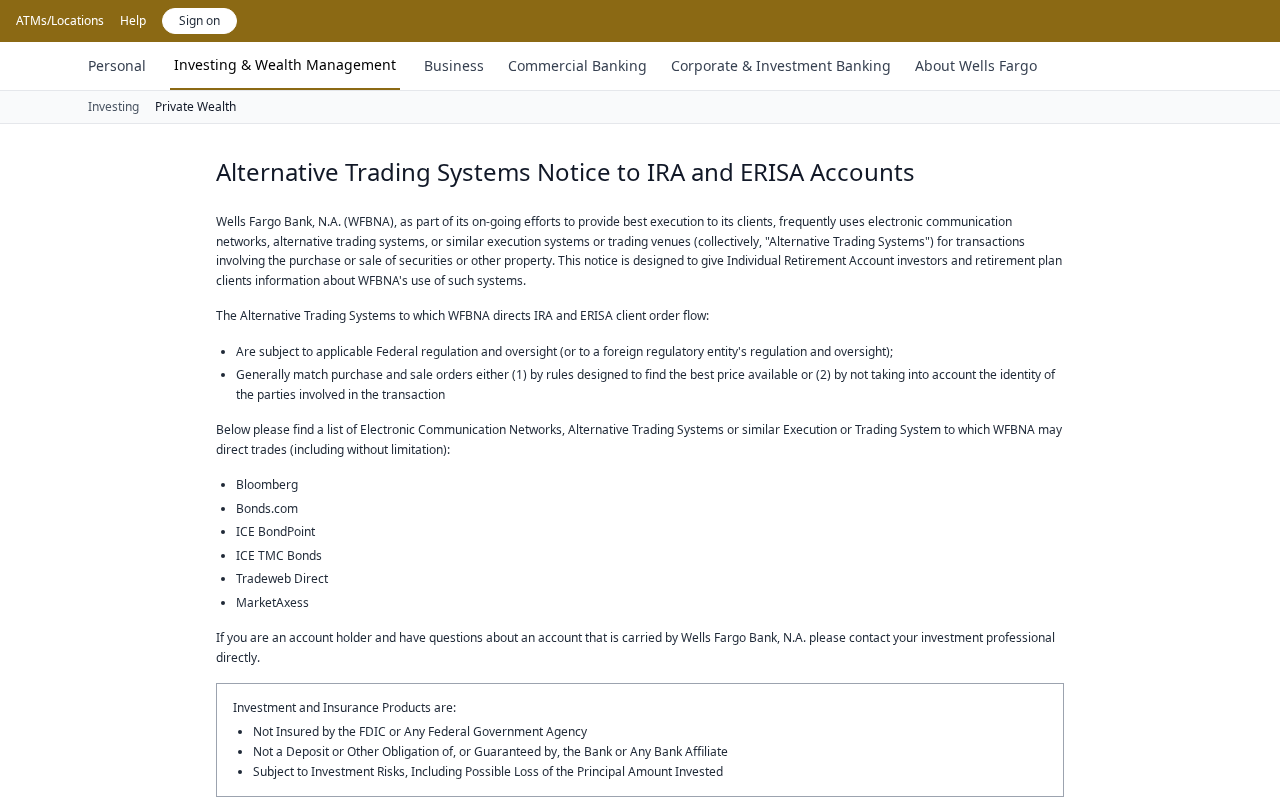 ATMs/Locations Help Sign on
Personal Investing & Wealth Management Business Commercial Banking Corporate & Investment Banking About Wells Fargo
Investing Private Wealth
Alternative Trading Systems Notice to IRA and ERISA Accounts
Wells Fargo Bank, N.A. (WFBNA), as part of its on-going efforts to provide best execution to its clients, frequently uses electronic communication
networks, alternative trading systems, or similar execution systems or trading venues (collectively, "Alternative Trading Systems") for transactions
involving the purchase or sale of securities or other property. This notice is designed to give Individual Retirement Account investors and retirement plan
clients information about WFBNA's use of such systems.
The Alternative Trading Systems to which WFBNA directs IRA and ERISA client order flow:
• Are subject to applicable Federal regulation and oversight (or to a foreign regulatory entity's regulation and oversight);
• Generally match purchase and sale orders either (1) by rules designed to find the best price available or (2) by not taking into account the identity of
the parties involved in the transaction
Below please find a list of Electronic Communication Networks, Alternative Trading Systems or similar Execution or Trading System to which WFBNA may
direct trades (including without limitation):
• Bloomberg
• Bonds.com
• ICE BondPoint
• ICE TMC Bonds
• Tradeweb Direct
• MarketAxess
If you are an account holder and have questions about an account that is carried by Wells Fargo Bank, N.A. please contact your investment professional
directly.
Investment and Insurance Products are:
• Not Insured by the FDIC or Any Federal Government Agency
• Not a Deposit or Other Obligation of, or Guaranteed by, the Bank or Any Bank Affiliate
• Subject to Investment Risks, Including Possible Loss of the Principal Amount Invested